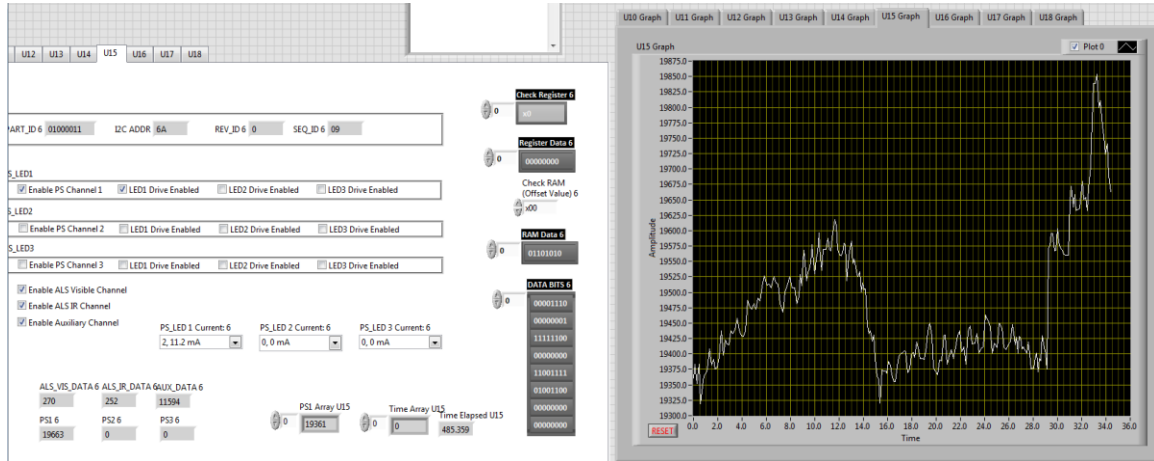 U12 U13 U14 U15 U16 U17 U18
PART_ID 6 01000011 I2C ADDR 6A REV_ID 6 0 SEQ_ID 6 09
PS_LED1
Enable PS Channel 1 LED1 Drive Enabled LED2 Drive Enabled LED3 Drive Enabled
PS_LED2
Enable PS Channel 2 LED1 Drive Enabled LED2 Drive Enabled LED3 Drive Enabled
PS_LED3
Enable PS Channel 3 LED1 Drive Enabled LED2 Drive Enabled LED3 Drive Enabled
Enable ALS Visible Channel
Enable ALS IR Channel
Enable Auxiliary Channel
PS_LED 1 Current: 6 PS_LED 2 Current: 6 PS_LED 3 Current: 6
2, 11.2 mA 0, 0 mA 0, 0 mA
ALS_VIS_DATA 6 ALS_IR_DATA 6 AUX_DATA 6
270 252 11594
PS1 6 PS2 6 PS3 6
19663 0 0
PS1 Array U15 Time Array U15 Time Elapsed U15
0 19361 0 0 485.359
Check Register 6
0 x0
Register Data 6
0 00000000
Check RAM
(Offset Value) 6
x00
RAM Data 6
0 01101010
DATA BITS 6
0 00001110
00000001
11111100
00000000
11001111
01001100
00000000
00000000
U10 Graph U11 Graph U12 Graph U13 Graph U14 Graph U15 Graph U16 Graph U17 Graph U18 Graph
U15 Graph
Plot 0
19875.0
19850.0
19825.0
19800.0
19775.0
19750.0
19725.0
19700.0
19675.0
19650.0
19625.0
19600.0
19575.0
19550.0
19525.0
19500.0
19475.0
19450.0
19425.0
19400.0
19375.0
19350.0
19325.0
19300.0
Amplitude
0.0 2.0 4.0 6.0 8.0 10.0 12.0 14.0 16.0 18.0 20.0 22.0 24.0 26.0 28.0 30.0 32.0 34.0 36.0
Time
RESET